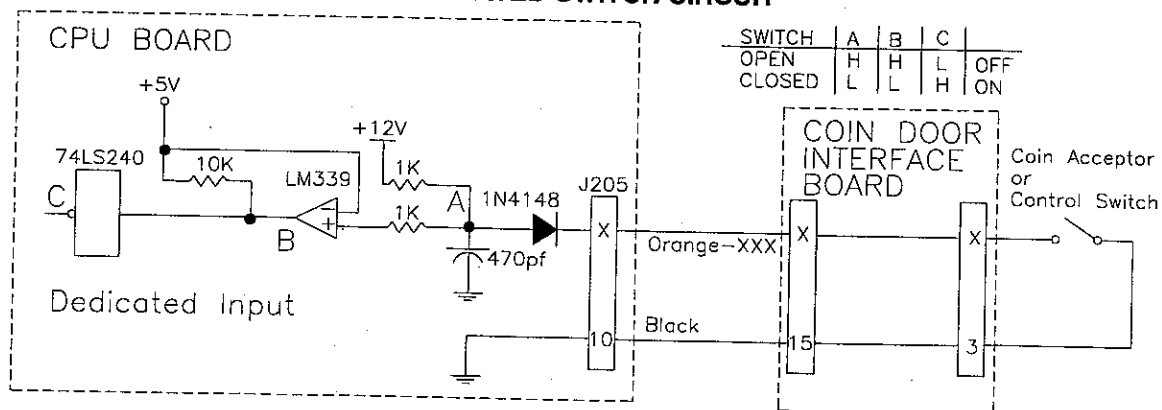 CPU BOARD
SWITCH A B C
OPEN H H L OFF
CLOSED L L H ON
+5V
+12V
COIN DOOR
INTERFACE
BOARD
Coin Acceptor
or
Control Switch
74LS240
10K
LM339
1K
1N4148
J205
C
A
1K
B
-
+
X
Orange-XXX
X
X
470pf
Dedicated Input
Black
10
15
3